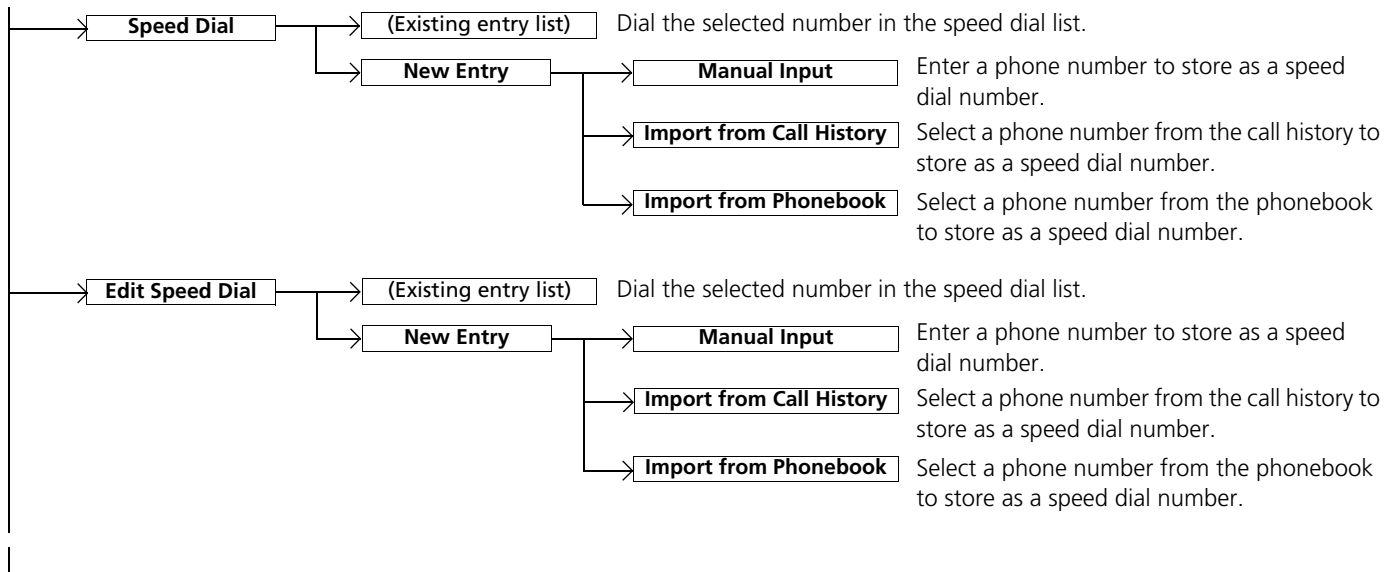 Speed Dial (Existing entry list) Dial the selected number in the speed dial list.
New Entry Manual Input Enter a phone number to store as a speed
dial number.
Import from Call History Select a phone number from the call history to
store as a speed dial number.
Import from Phonebook Select a phone number from the phonebook
to store as a speed dial number.
Edit Speed Dial (Existing entry list) Dial the selected number in the speed dial list.
New Entry Manual Input Enter a phone number to store as a speed
dial number.
Import from Call History Select a phone number from the call history to
store as a speed dial number.
Import from Phonebook Select a phone number from the phonebook
to store as a speed dial number.